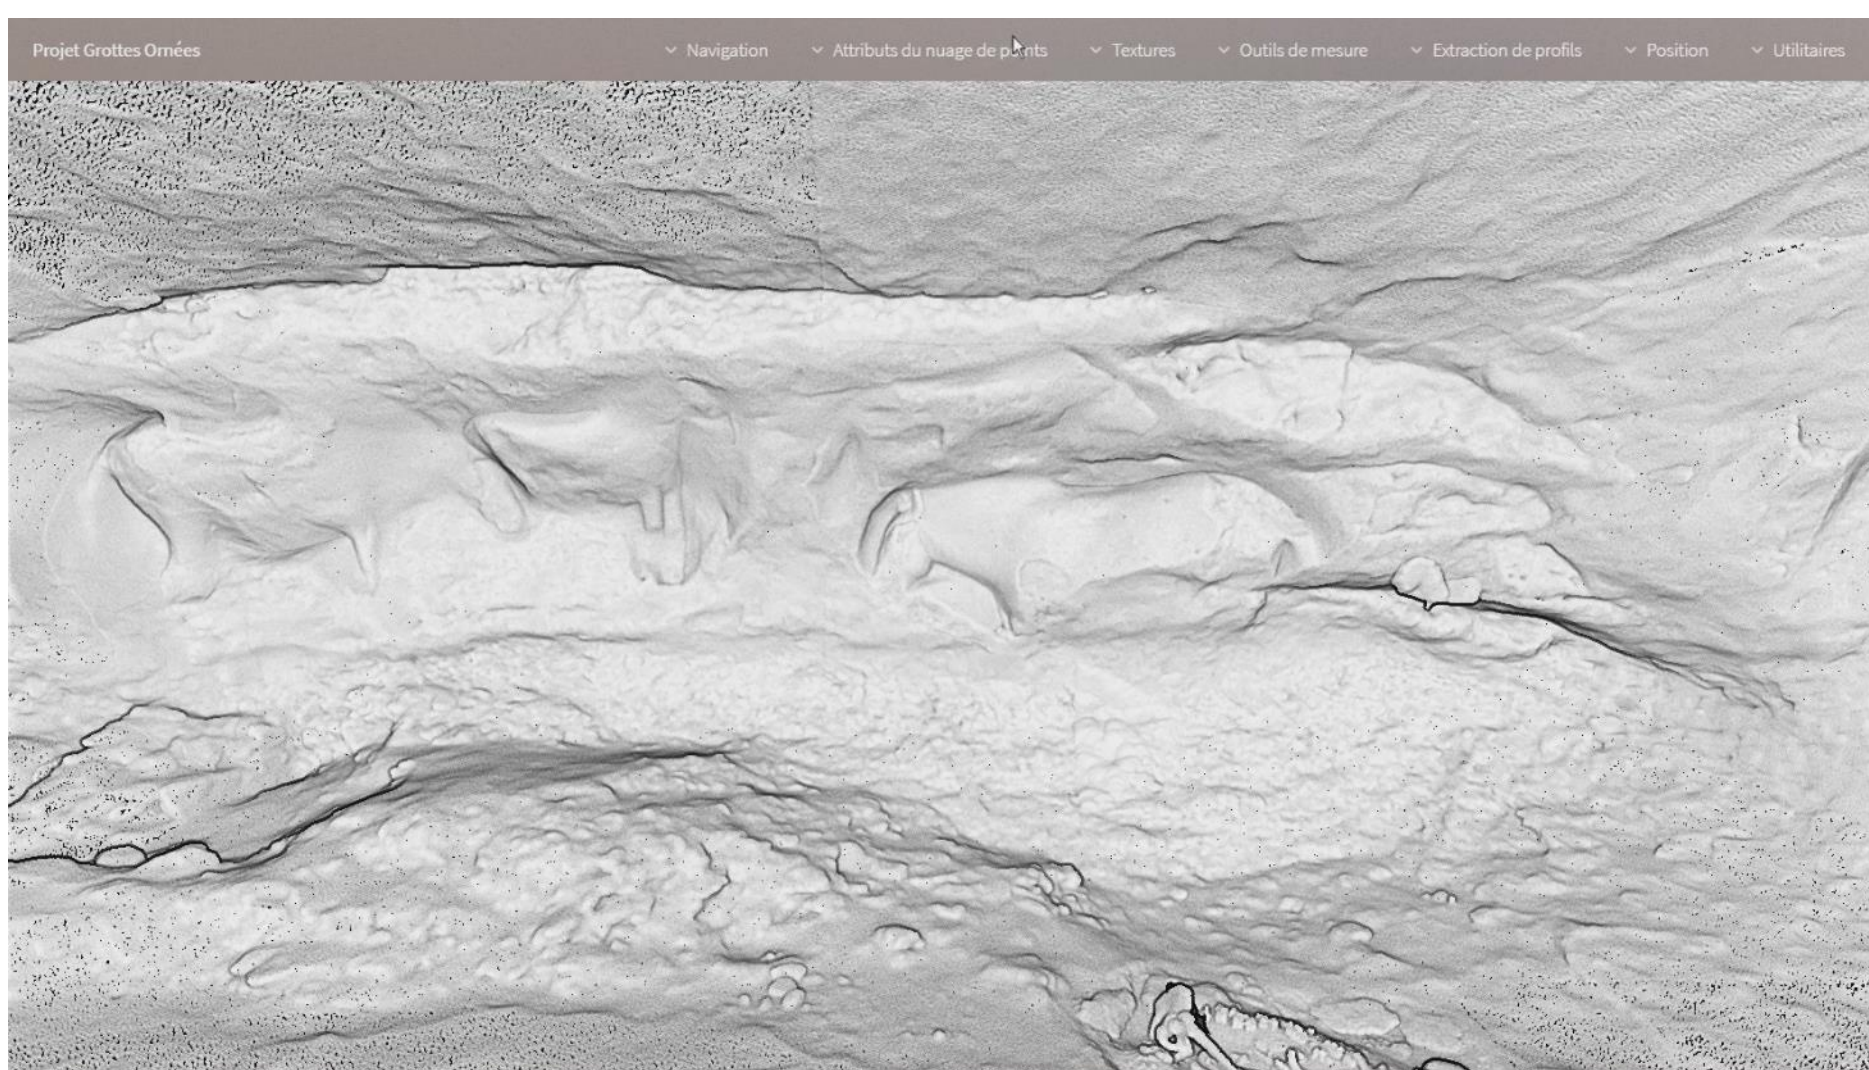 Projet Grottes Ornées
Navigation
Attributs du nuage de points
Textures
Outils de mesure
Extraction de profils
Position
Utilitaires